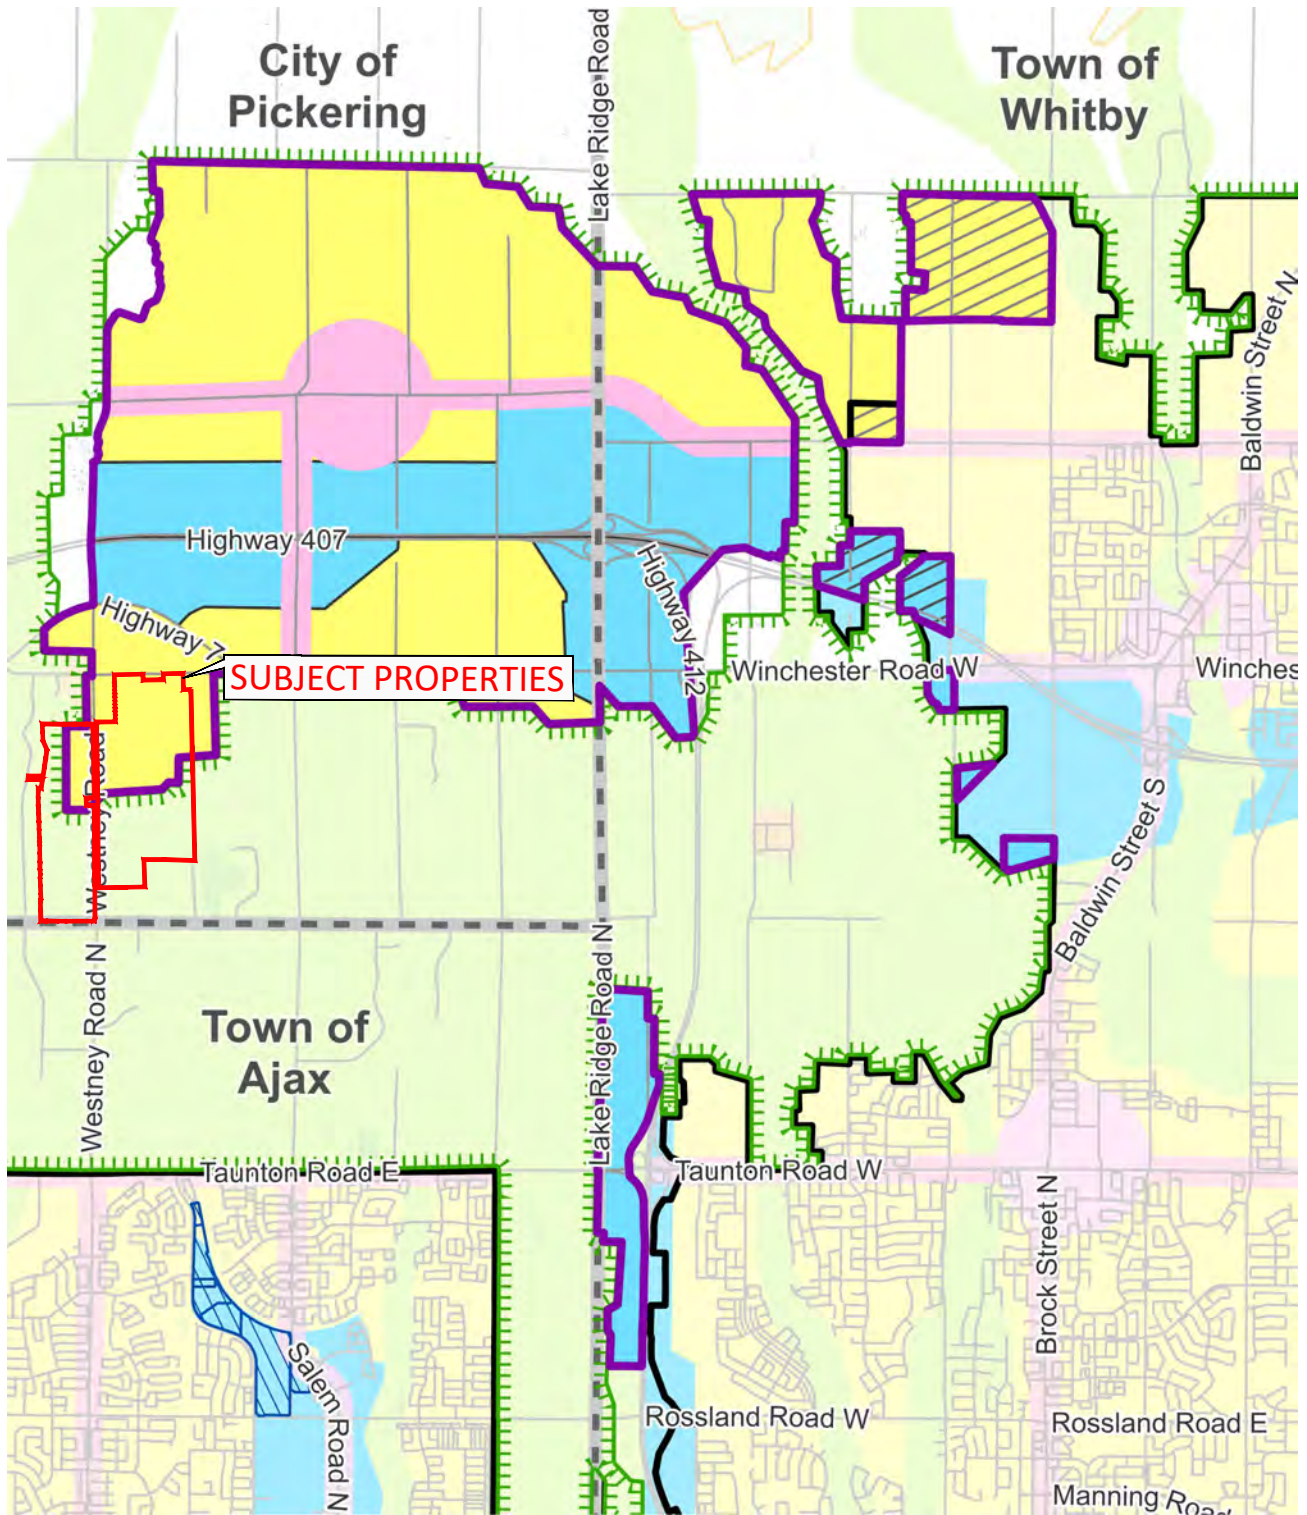 City of
Pickering
Lake Ridge Road
Town of
Whitby
Baldwin Street N
Highway 407
Highway 412
Highway 7
SUBJECT PROPERTIES
Winchester Road W
Winches
Westney Road
Baldwin Street S
Westney Road N
Lake Ridge Road N
Town of
Ajax
Taunton Road E
Taunton Road W
Brock Street N
Salem Road N
Rossland Road W
Rossland Road E
Manning Road